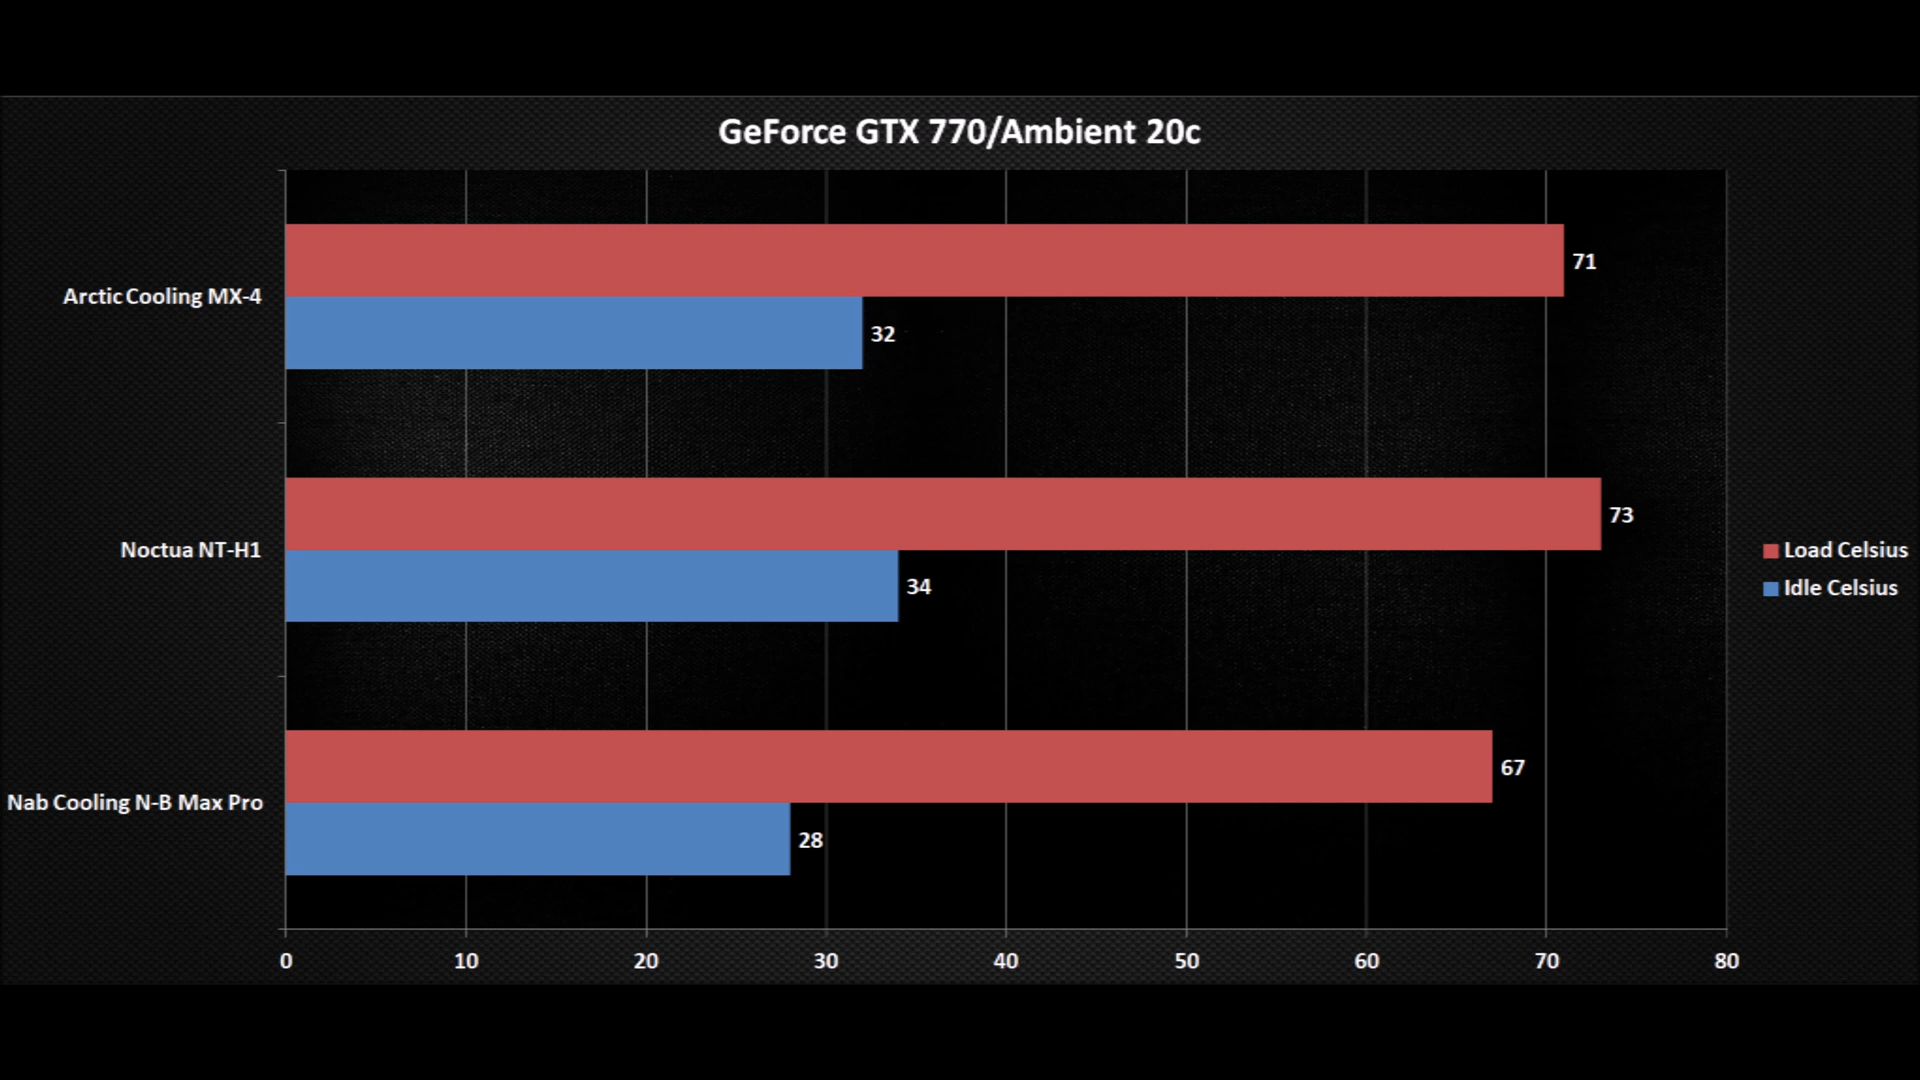 GeForce GTX 770/Ambient 20c
Arctic Cooling MX-4
71
32
Noctua NT-H1
73
34
Nab Cooling N-B Max Pro
67
28
Load Celsius
Idle Celsius
0 10 20 30 40 50 60 70 80